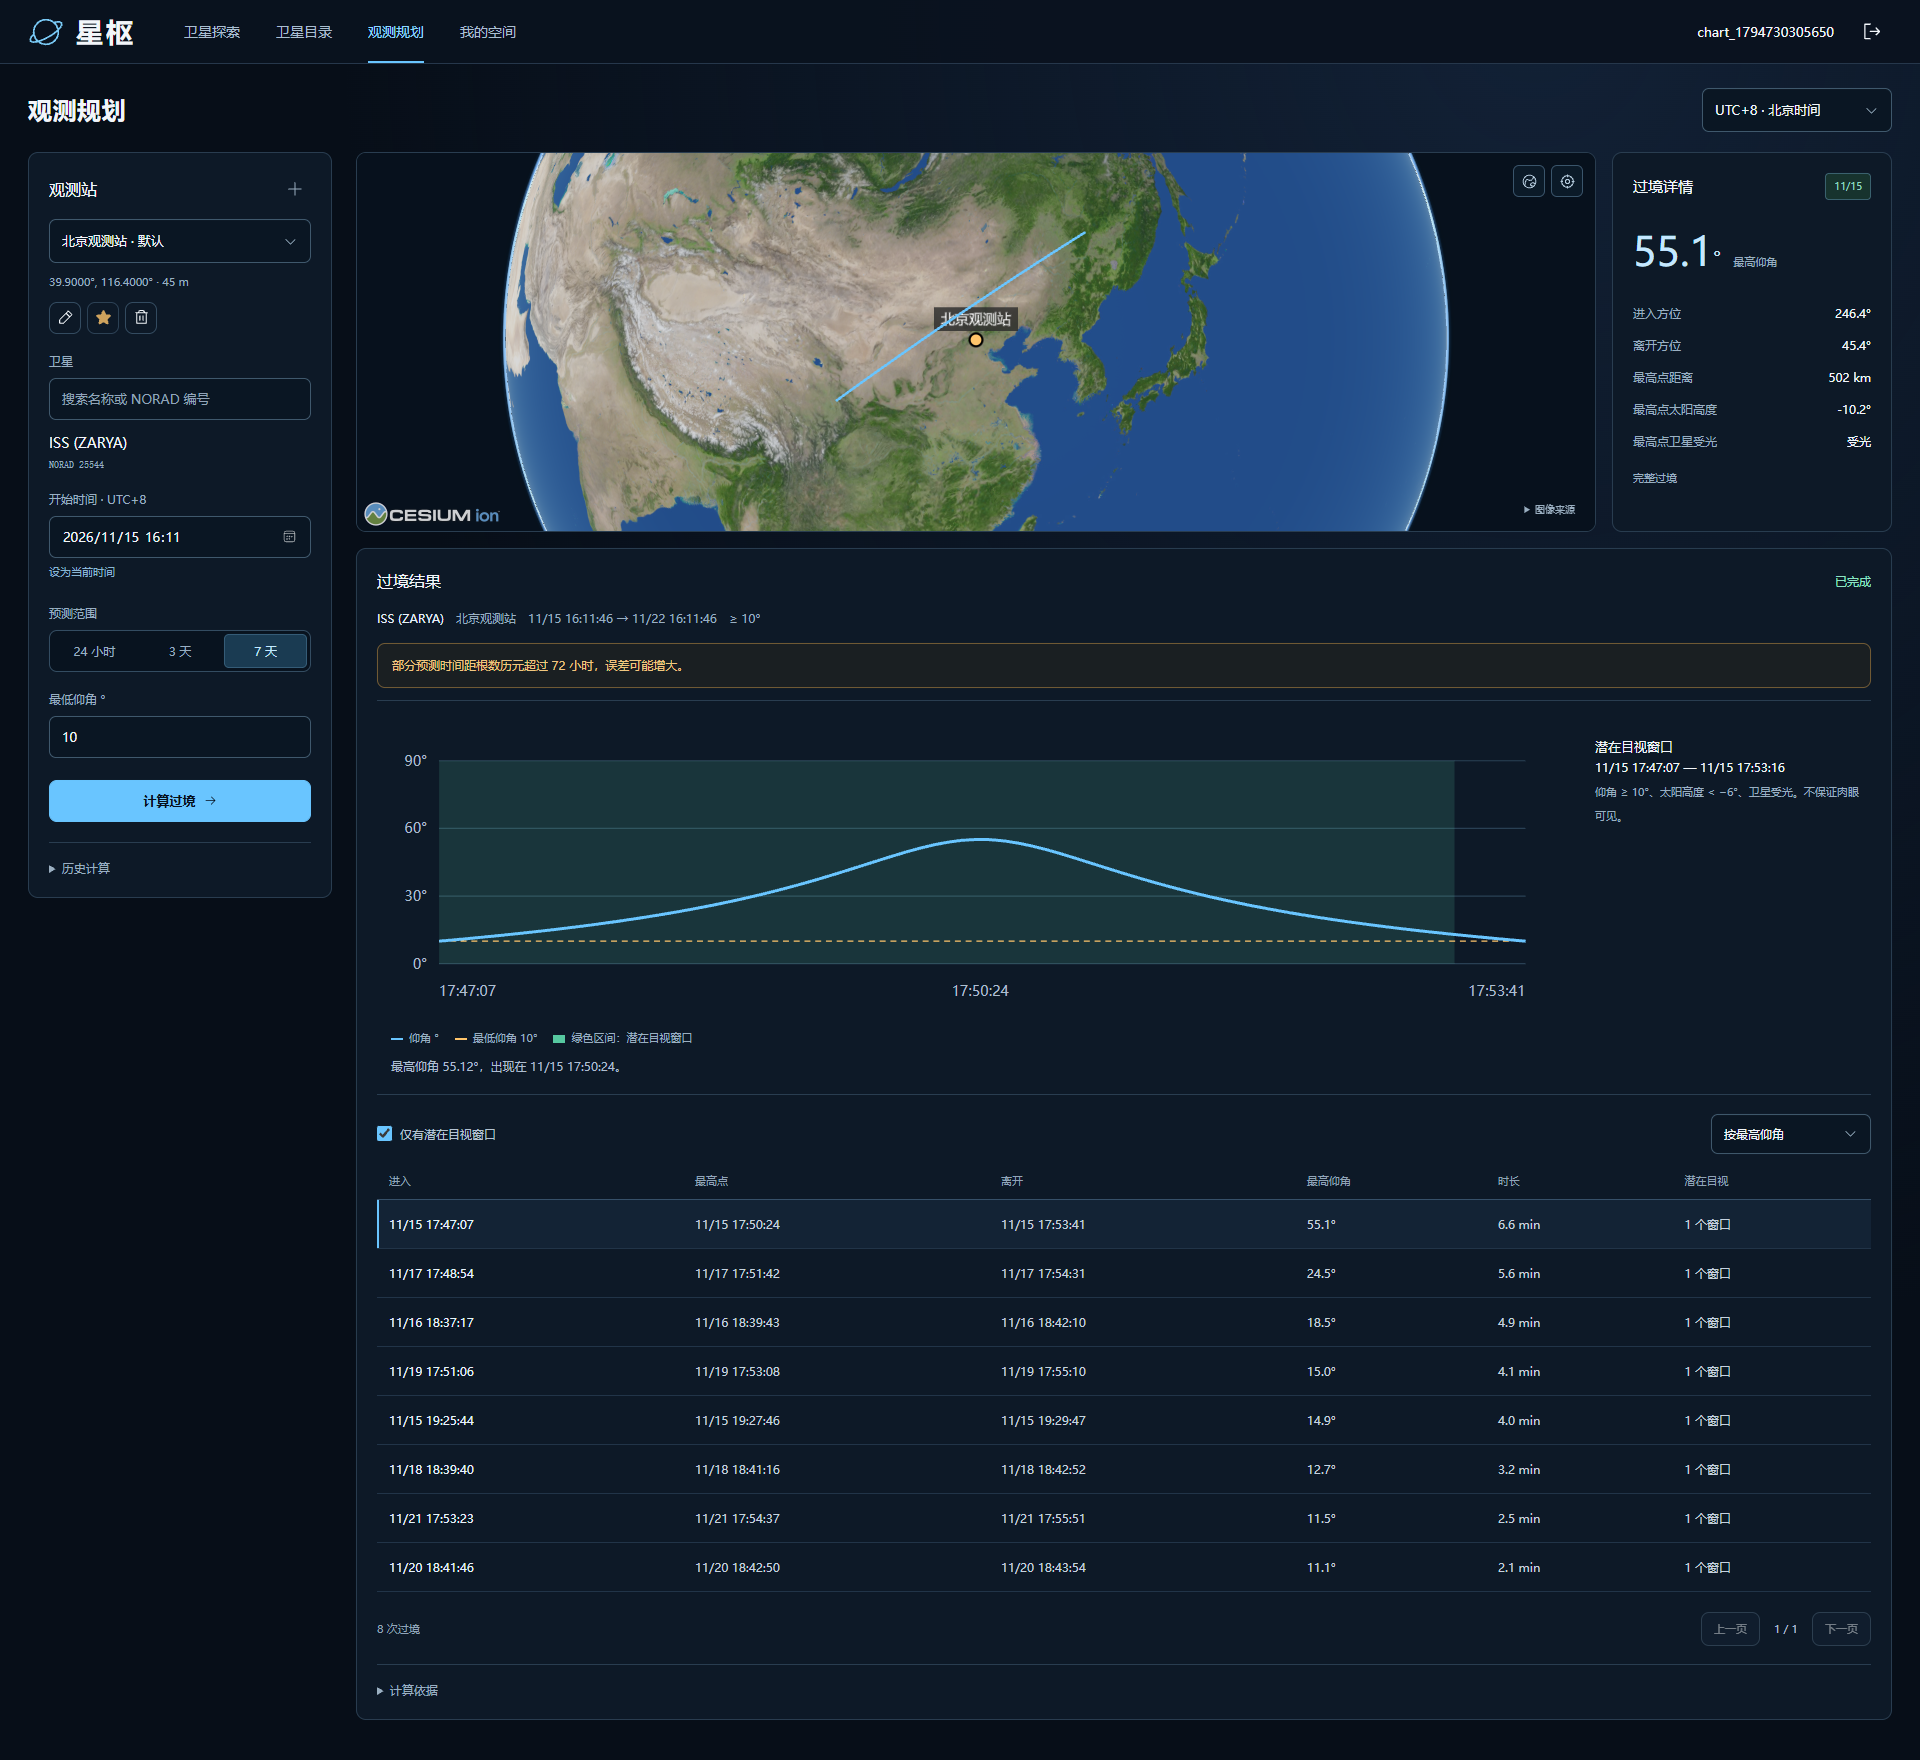 星枢
卫星探索 卫星目录 观测规划 我的空间
chart_1794730305650
观测规划
UTC+8 · 北京时间
观测站
北京观测站 · 默认
39.9000°, 116.4000° · 45 m
卫星
搜索名称或 NORAD 编号
ISS (ZARYA)
NORAD 25544
开始时间 · UTC+8
2026/11/15 16:11
设为当前时间
预测范围
24 小时 3 天 7 天
最低仰角 °
10
计算过境 →
历史计算
北京观测站
CESIUM ion
图像来源
过境详情
11/15
55.1° 最高仰角
进入方位 246.4°
离开方位 45.4°
最高点距离 502 km
最高点太阳高度 -10.2°
最高点卫星受光 受光
完整过境
过境结果
已完成
ISS (ZARYA) 北京观测站 11/15 16:11:46 → 11/22 16:11:46 ≥ 10°
部分预测时间距根数历元超过 72 小时，误差可能增大。
90°
60°
30°
0°
17:47:07 17:50:24 17:53:41
潜在目视窗口
11/15 17:47:07 — 11/15 17:53:16
仰角 ≥ 10°、太阳高度 < −6°、卫星受光。不保证肉眼
可见。
仰角 ° 最低仰角 10° 绿色区间：潜在目视窗口
最高仰角 55.12°，出现在 11/15 17:50:24。
仅有潜在目视窗口
按最高仰角
进入 最高点 离开 最高仰角 时长 潜在目视
11/15 17:47:07 11/15 17:50:24 11/15 17:53:41 55.1° 6.6 min 1 个窗口
11/17 17:48:54 11/17 17:51:42 11/17 17:54:31 24.5° 5.6 min 1 个窗口
11/16 18:37:17 11/16 18:39:43 11/16 18:42:10 18.5° 4.9 min 1 个窗口
11/19 17:51:06 11/19 17:53:08 11/19 17:55:10 15.0° 4.1 min 1 个窗口
11/15 19:25:44 11/15 19:27:46 11/15 19:29:47 14.9° 4.0 min 1 个窗口
11/18 18:39:40 11/18 18:41:16 11/18 18:42:52 12.7° 3.2 min 1 个窗口
11/21 17:53:23 11/21 17:54:37 11/21 17:55:51 11.5° 2.5 min 1 个窗口
11/20 18:41:46 11/20 18:42:50 11/20 18:43:54 11.1° 2.1 min 1 个窗口
8 次过境
上一页 1 / 1 下一页
计算依据